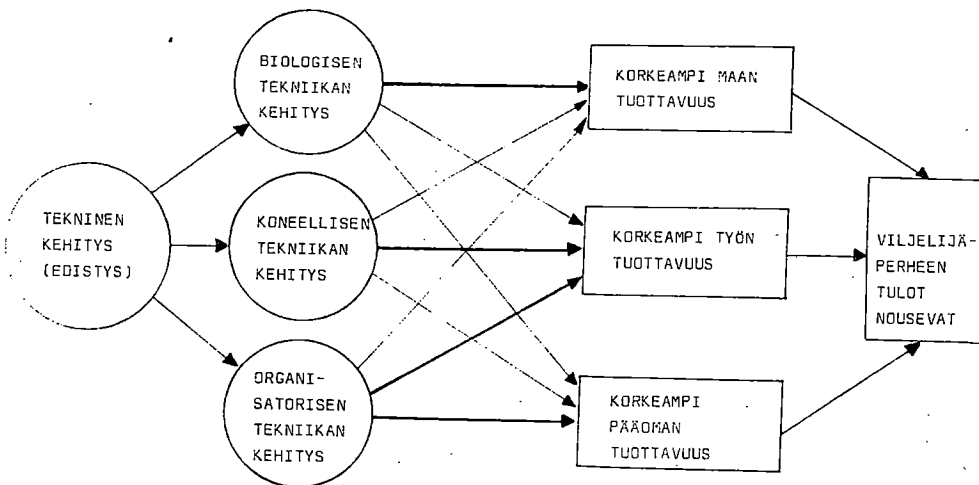 TEKNINEN
KEHITYS
(EDISTYS)
BIOLOGISEN
TEKNIIKAN
KEHITYS
KONEELLISEN
TEKNIIKAN
KEHITYS
ORGANI-
SATORISEN
TEKNIIKAN
KEHITYS
KORKEAMPI MAAN
TUOTTAVUUS
KORKEAMPI TYÖN
TUOTTAVUUS
KORKEAMPI
PÄÄOMAN
TUOTTAVUUS
VILJELIJÄ-
PERHEEN
TULOT
NOUSEVAT